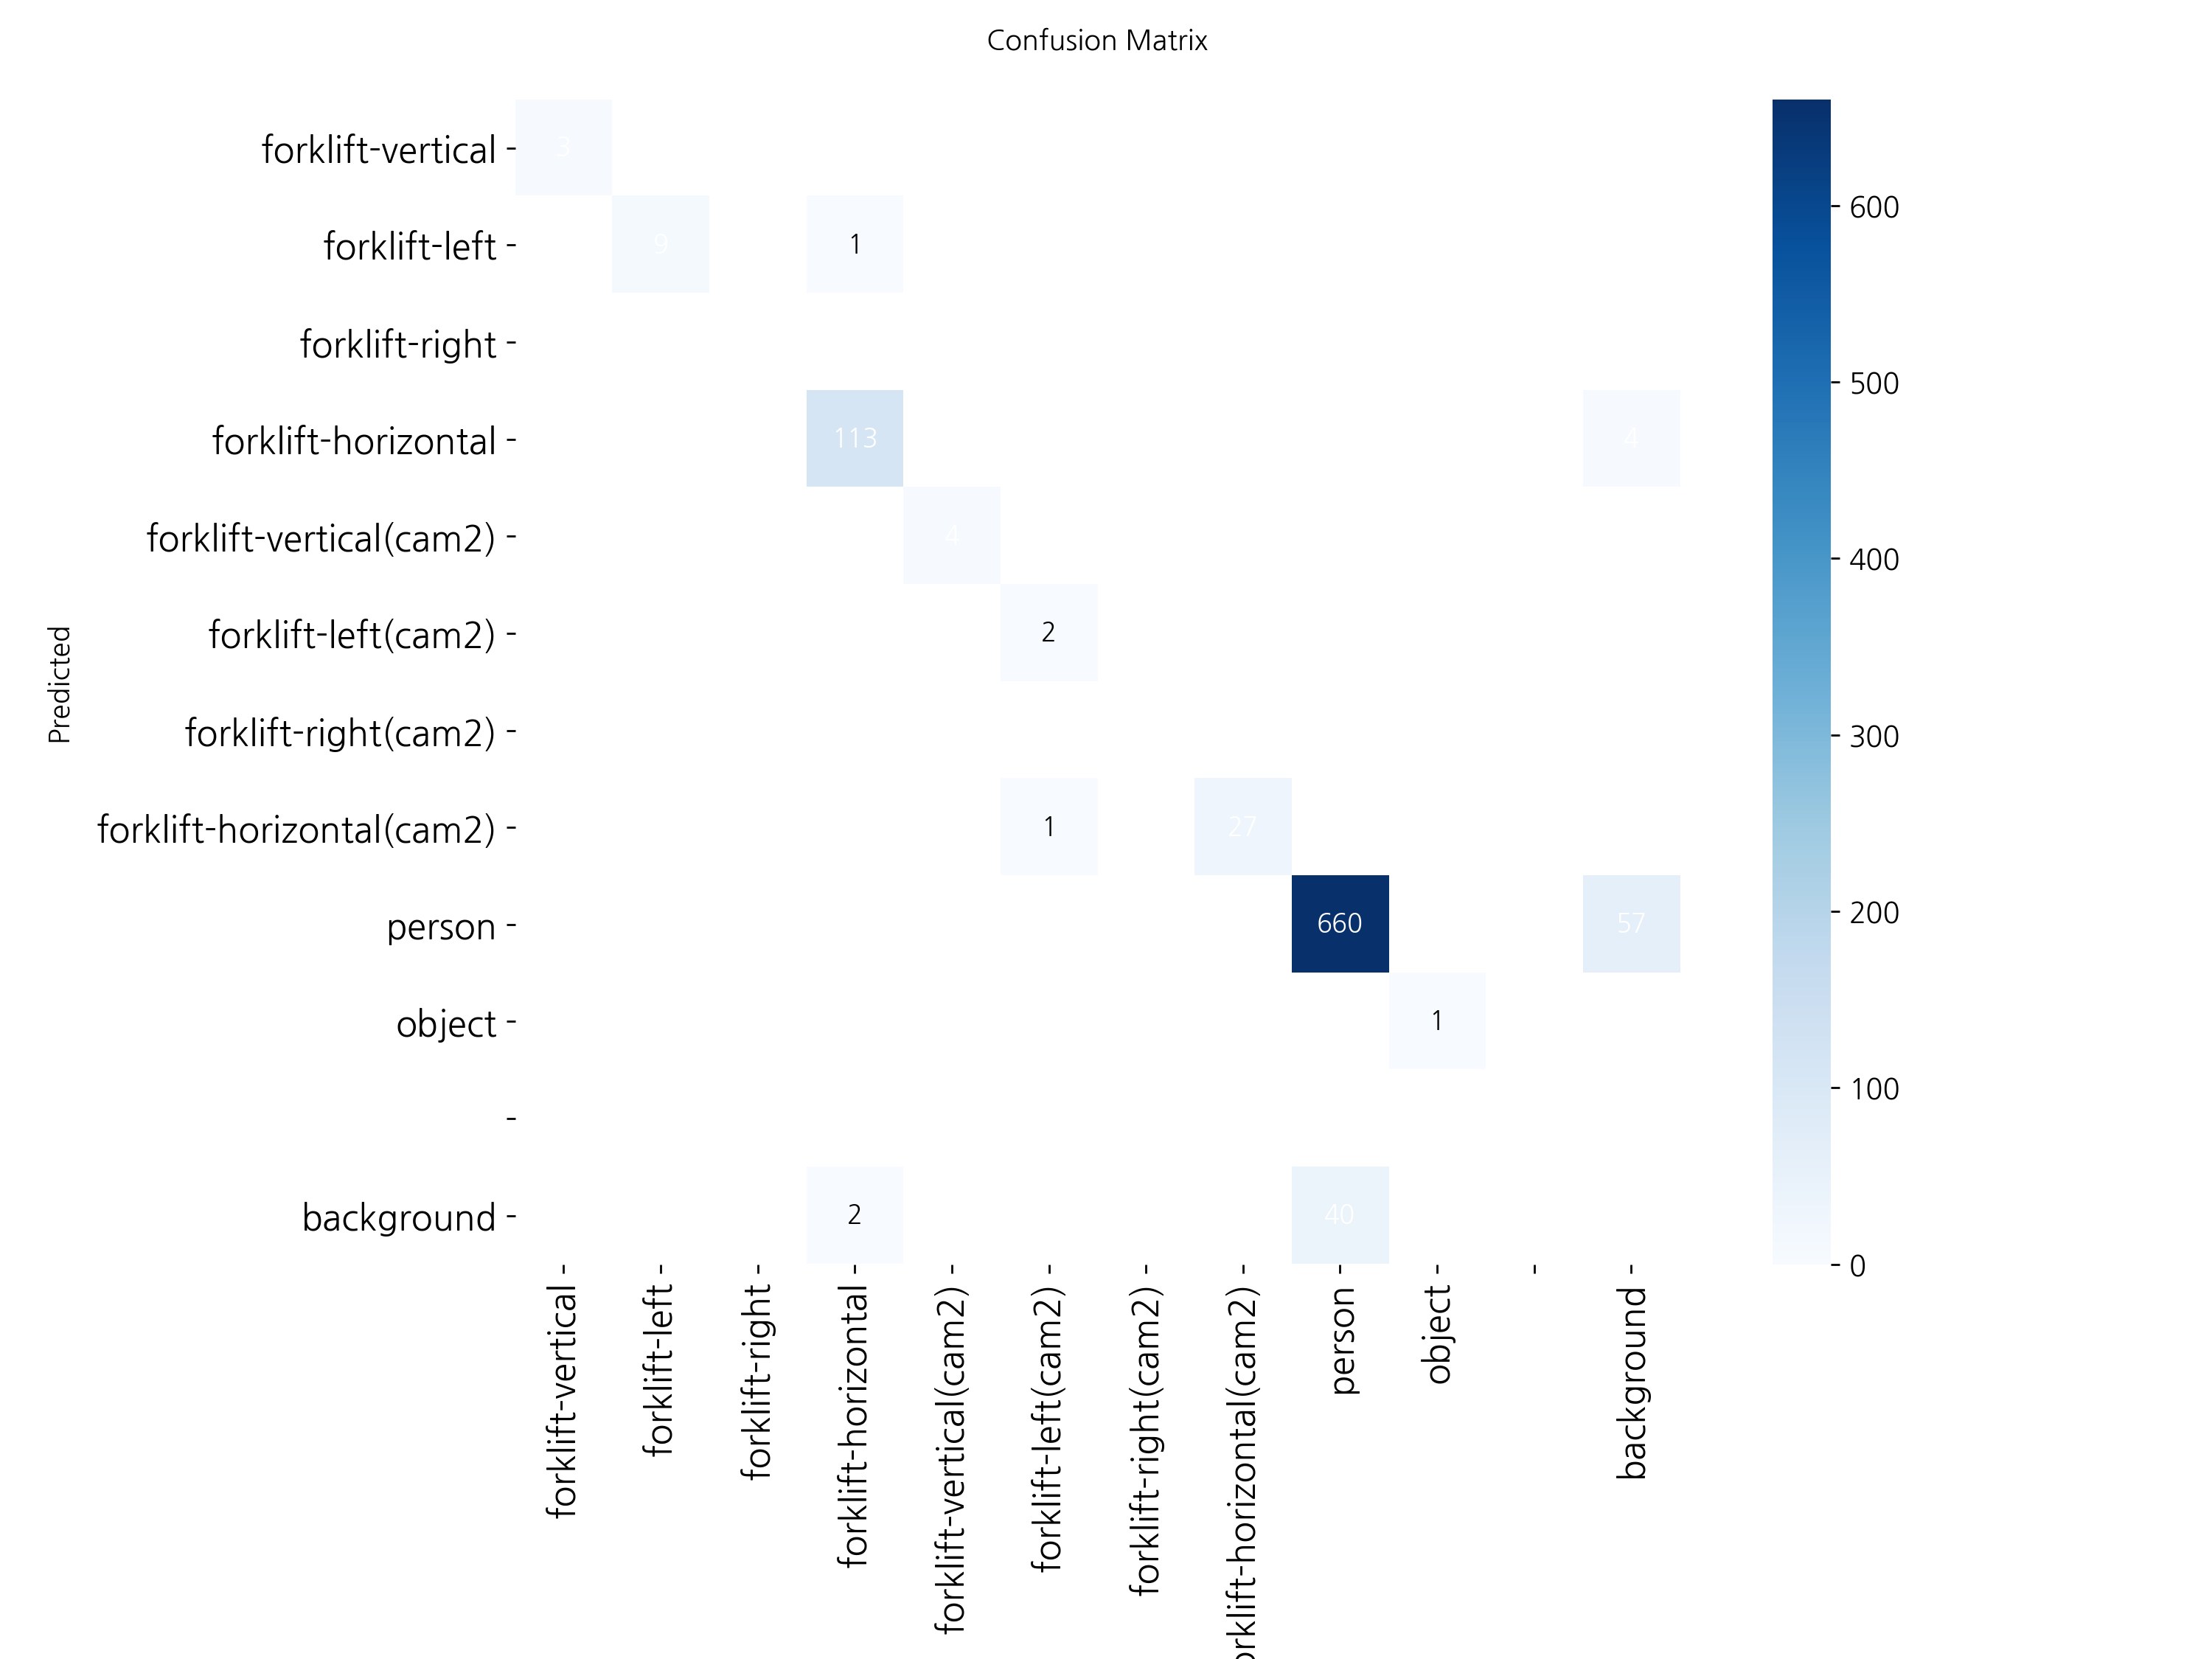 Confusion Matrix
forklift-vertical
3
forklift-left
9 1
forklift-right
forklift-horizontal
113 4
forklift-vertical(cam2)
4
forklift-left(cam2)
2
forklift-right(cam2)
forklift-horizontal(cam2)
1 27
person
660 57
object
1
background
2 40
Predicted
forklift-vertical
forklift-left
forklift-right
forklift-horizontal
forklift-vertical(cam2)
forklift-left(cam2)
forklift-right(cam2)
orklift-horizontal(cam2)
person
object
background
600
500
400
300
200
100
0